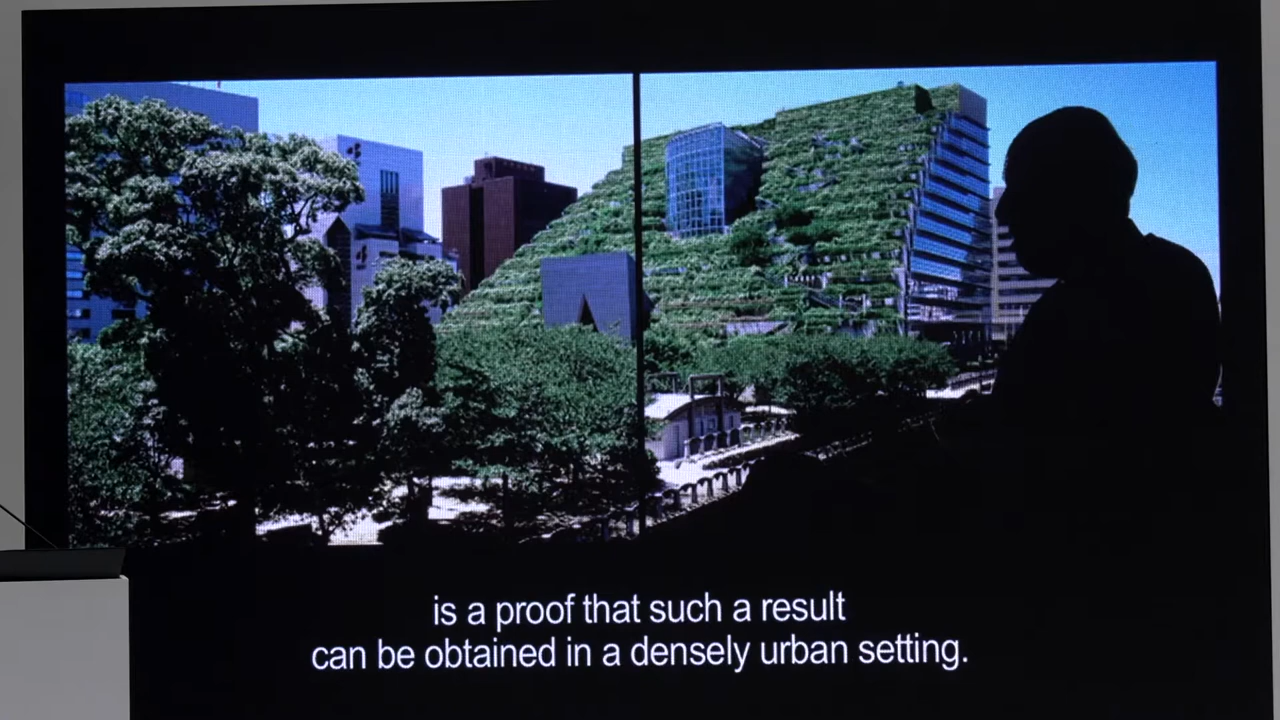 is a proof that such a result
can be obtained in a densely urban setting.